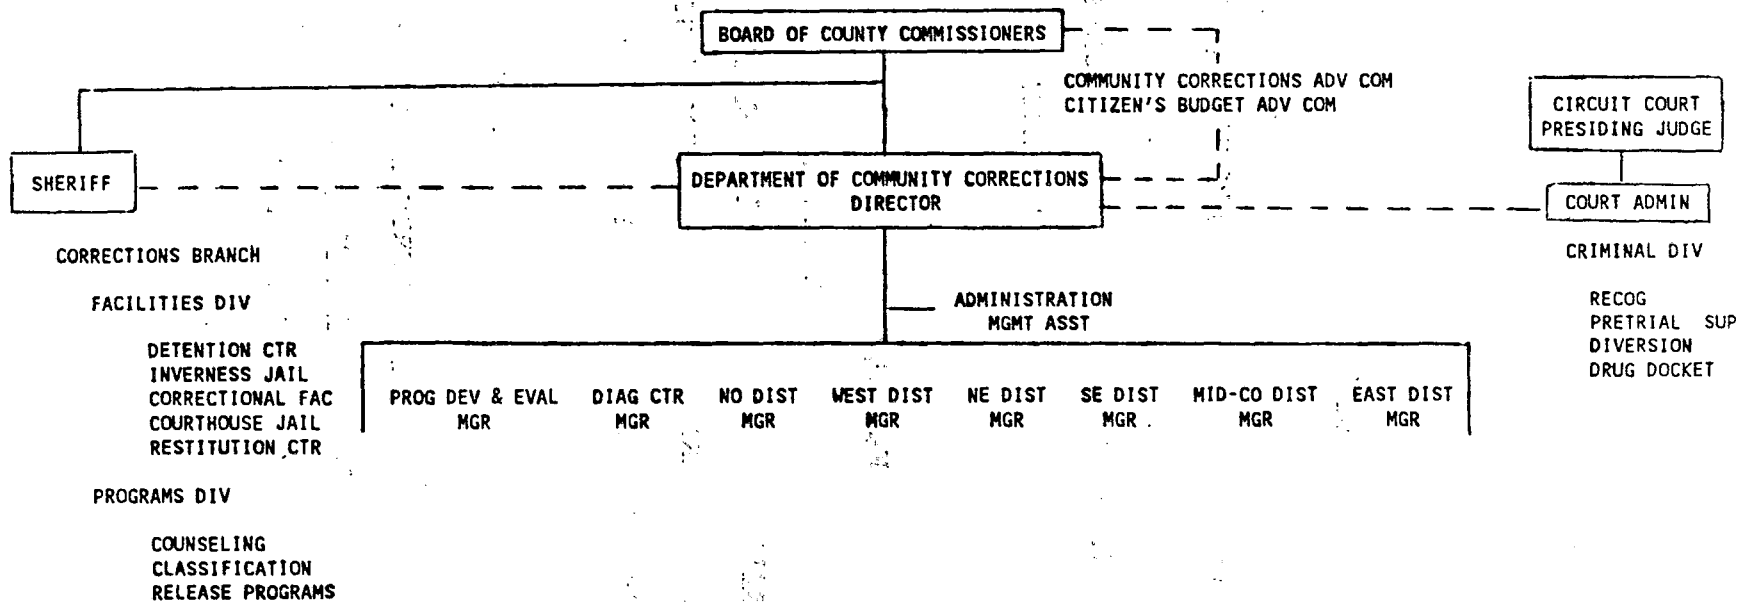 BOARD OF COUNTY COMMISSIONERS
COMMUNITY CORRECTIONS ADV COM
CITIZEN'S BUDGET ADV COM
CIRCUIT COURT
PRESIDING JUDGE
SHERIFF
DEPARTMENT OF COMMUNITY CORRECTIONS
DIRECTOR
COURT ADMIN
CORRECTIONS BRANCH
FACILITIES DIV
DETENTION CTR
INVERNESS JAIL
CORRECTIONAL FAC
COURTHOUSE JAIL
RESTITUTION CTR
PROGRAMS DIV
COUNSELING
CLASSIFICATION
RELEASE PROGRAMS
ADMINISTRATION
MGMT ASST
PROG DEV & EVAL
MGR
DIAG CTR
MGR
NO DIST
MGR
WEST DIST
MGR
NE DIST
MGR
SE DIST
MGR
MID-CO DIST
MGR
EAST DIST
MGR
CRIMINAL DIV
RECOG
PRETRIAL SUP
DIVERSION
DRUG DOCKET